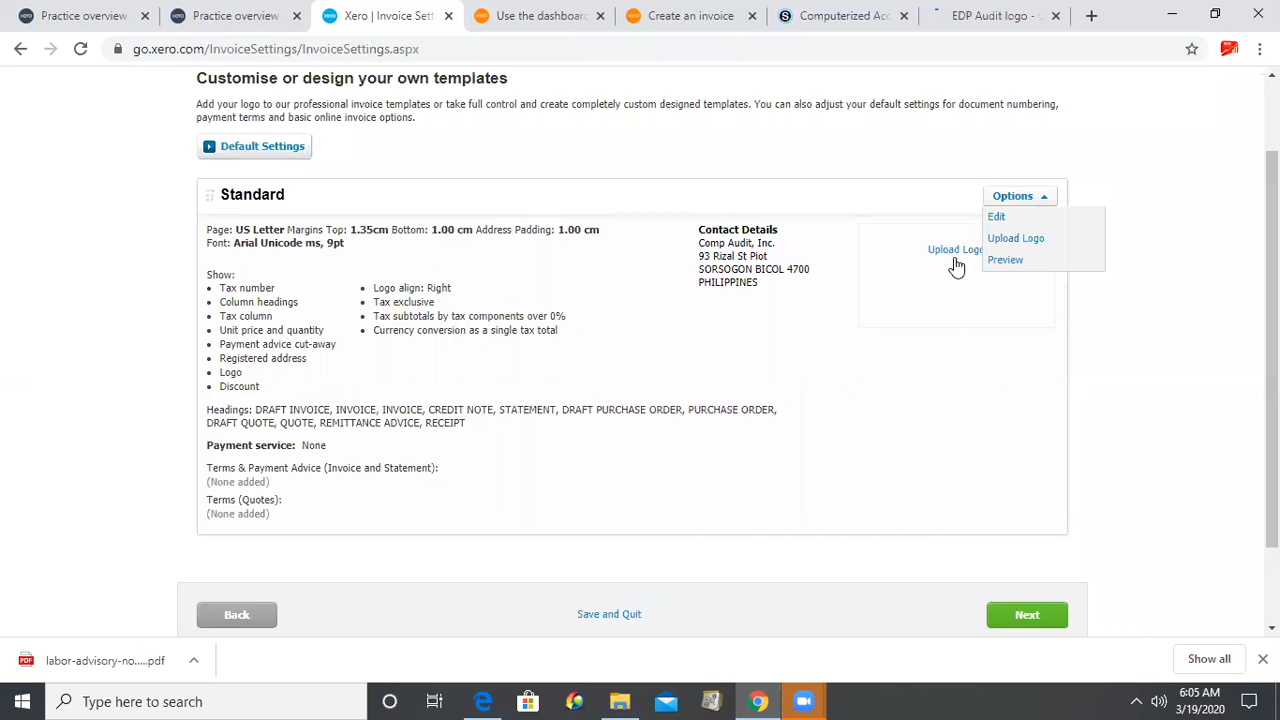 Practice overview
Practice overview
Xero | Invoice Sett
Use the dashboar
Create an invoice
Computerized Acc
EDP Audit logo -
go.xero.com/InvoiceSettings/InvoiceSettings.aspx
Customise or design your own templates
Add your logo to our professional invoice templates or take full control and create completely custom designed templates. You can also adjust your default settings for document numbering,
payment terms and basic online invoice options.
Default Settings
Standard
Options
Edit
Upload Logo
Preview
Page: US Letter Margins Top: 1.35cm Bottom: 1.00 cm Address Padding: 1.00 cm
Font: Arial Unicode ms, 9pt
Show:
Tax number
Column headings
Tax column
Unit price and quantity
Payment advice cut-away
Registered address
Logo
Discount
Logo align: Right
Tax exclusive
Tax subtotals by tax components over 0%
Currency conversion as a single tax total
Contact Details
Comp Audit, Inc.
93 Rizal St Piot
SORSOGON BICOL 4700
PHILIPPINES
Upload Logo
Headings: DRAFT INVOICE, INVOICE, INVOICE, CREDIT NOTE, STATEMENT, DRAFT PURCHASE ORDER, PURCHASE ORDER,
DRAFT QUOTE, QUOTE, REMITTANCE ADVICE, RECEIPT
Payment service: None
Terms & Payment Advice (Invoice and Statement):
(None added)
Terms (Quotes):
(None added)
Back
Save and Quit
Next
labor-advisory-no.....pdf
Show all
Type here to search
6:05 AM
3/19/2020